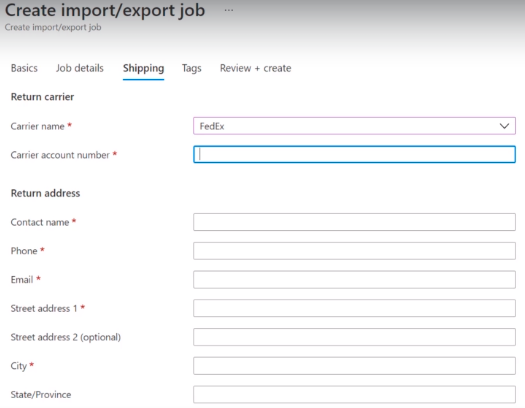 Create import/export job ...
Create import/export job
Basics Job details Shipping Tags Review + create
Return carrier
Carrier name *
FedEx
Carrier account number *
Return address
Contact name *
Phone *
Email *
Street address 1 *
Street address 2 (optional)
City *
State/Province